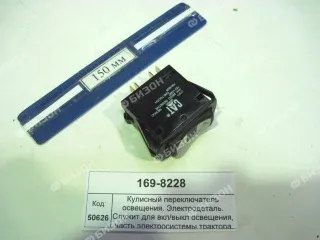 БИЗОН
150 мм
CAT
169-8228
Код:
50626
Кулисный переключатель
освещения. Электродеталь.
Служит для вкл/выкл освещения,
часть электросистемы трактора.